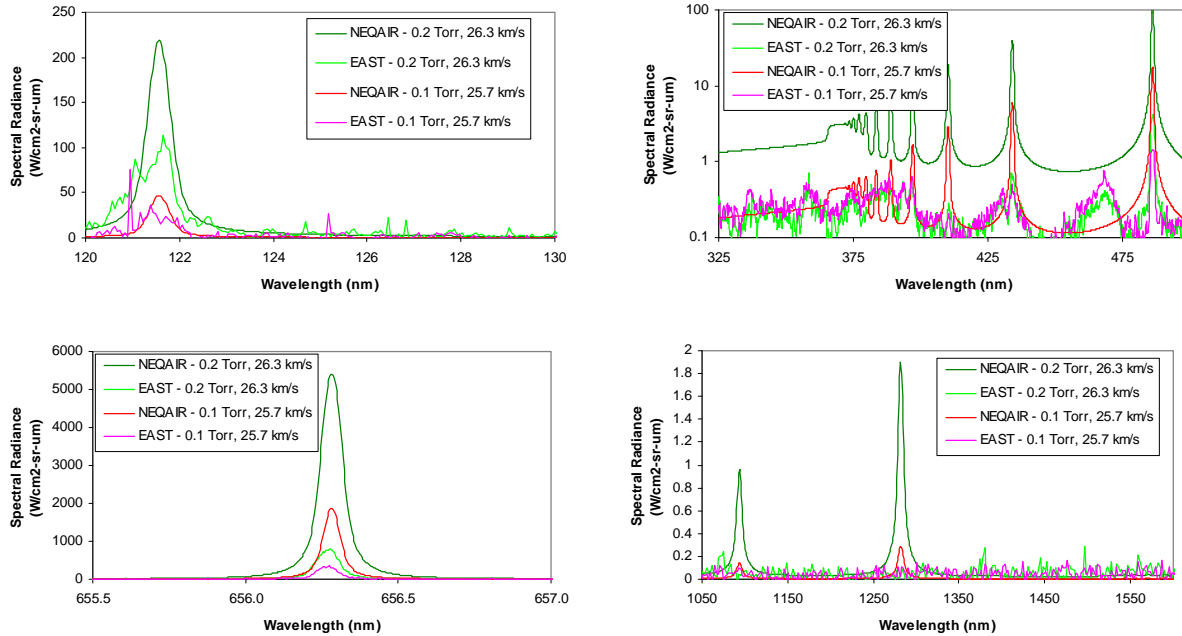 250
200
150
100
50
0
Spectral Radiance
(W/cm2-sr-um)
NEQAIR - 0.2 Torr, 26.3 km/s
EAST - 0.2 Torr, 26.3 km/s
NEQAIR - 0.1 Torr, 25.7 km/s
EAST - 0.1 Torr, 25.7 km/s
120 122 124 126 128 130
Wavelength (nm)
100
10
1
0.1
Spectral Radiance
(W/cm2-sr-um)
NEQAIR - 0.2 Torr, 26.3 km/s
EAST - 0.2 Torr, 26.3 km/s
NEQAIR - 0.1 Torr, 25.7 km/s
EAST - 0.1 Torr, 25.7 km/s
325 375 425 475
Wavelength (nm)
6000
5000
4000
3000
2000
1000
0
Spectral Radiance
(W/cm2-sr-um)
NEQAIR - 0.2 Torr, 26.3 km/s
EAST - 0.2 Torr, 26.3 km/s
NEQAIR - 0.1 Torr, 25.7 km/s
EAST - 0.1 Torr, 25.7 km/s
655.5 656.0 656.5 657.0
Wavelength (nm)
2
1.8
1.6
1.4
1.2
1
0.8
0.6
0.4
0.2
0
Spectral Radiance
(W/cm2-sr-um)
NEQAIR - 0.2 Torr, 26.3 km/s
EAST - 0.2 Torr, 26.3 km/s
NEQAIR - 0.1 Torr, 25.7 km/s
EAST - 0.1 Torr, 25.7 km/s
1050 1150 1250 1350 1450 1550
Wavelength (nm)